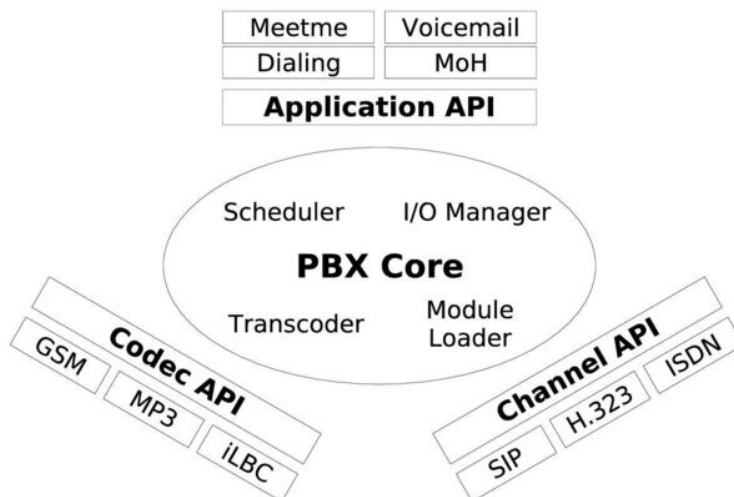 Meetme Voicemail
Dialing MoH
Application API
Scheduler I/O Manager
PBX Core
Transcoder Module
Loader
Codec API
GSM
MP3
iLBC
Channel API
SIP
H.323
ISDN